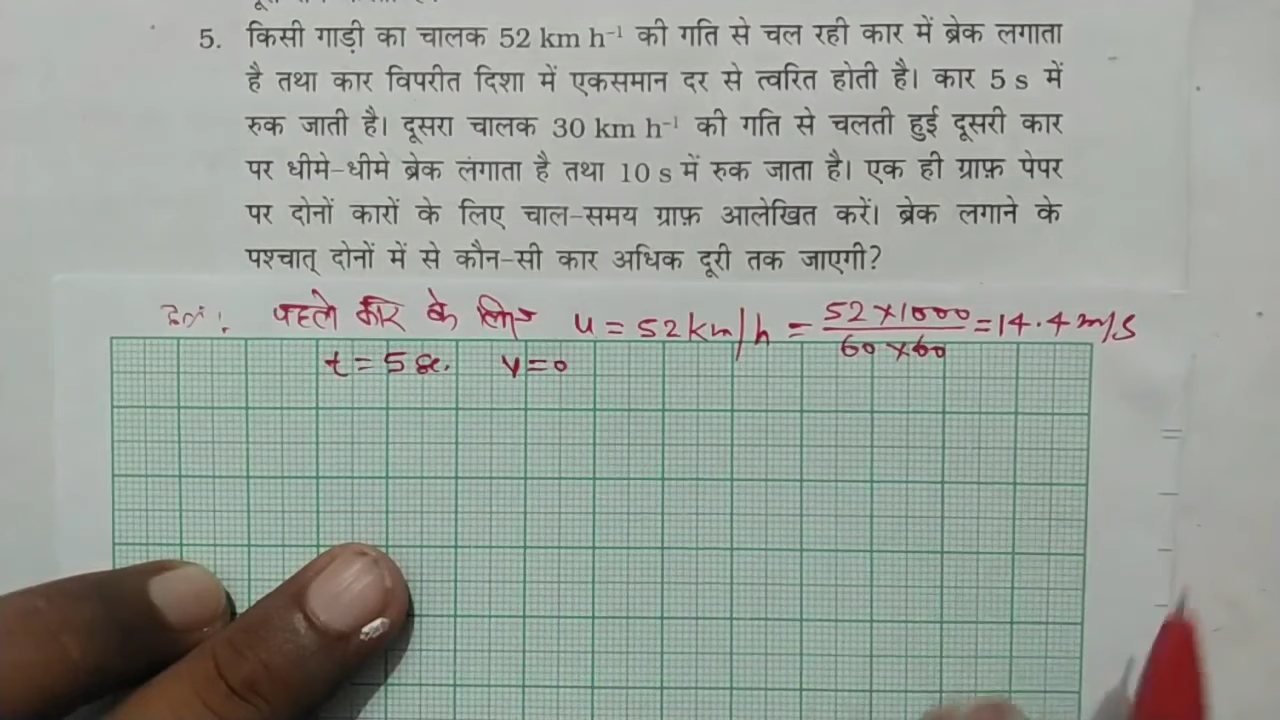 5. किसी गाड़ी का चालक 52 km h⁻¹ की गति से चल रही कार में ब्रेक लगाता
है तथा कार विपरीत दिशा में एकसमान दर से त्वरित होती है। कार 5 s में
रुक जाती है। दूसरा चालक 30 km h⁻¹ की गति से चलती हुई दूसरी कार
पर धीमे-धीमे ब्रेक लगाता है तथा 10 s में रुक जाता है। एक ही ग्राफ़ पेपर
पर दोनों कारों के लिए चाल-समय ग्राफ़ आलेखित करें। ब्रेक लगाने के
पश्चात् दोनों में से कौन-सी कार अधिक दूरी तक जाएगी?
पहले कार के लिए u = 52 km/h = 52×1000/60×60 = 14.4 m/s
t = 5 sec. v = 0